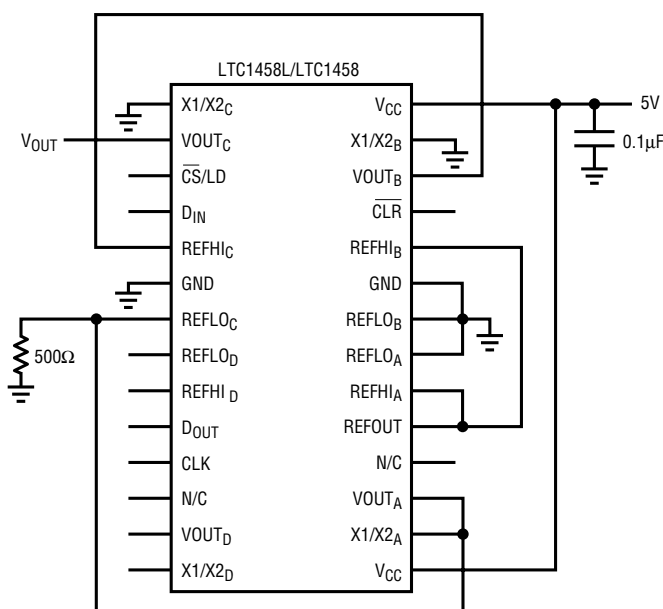 LTC1458L/LTC1458
X1/X2C
VOUTC
CS/LD
DIN
REFHIC
GND
REFLOC
REFLOD
REFHI D
DOUT
CLK
N/C
VOUTD
X1/X2D
VCC
X1/X2B
VOUTB
CLR
REFHIB
GND
REFLOB
REFLOA
REFHIA
REFOUT
N/C
VOUTA
X1/X2A
VCC
VOUT
500Ω
5V
0.1µF